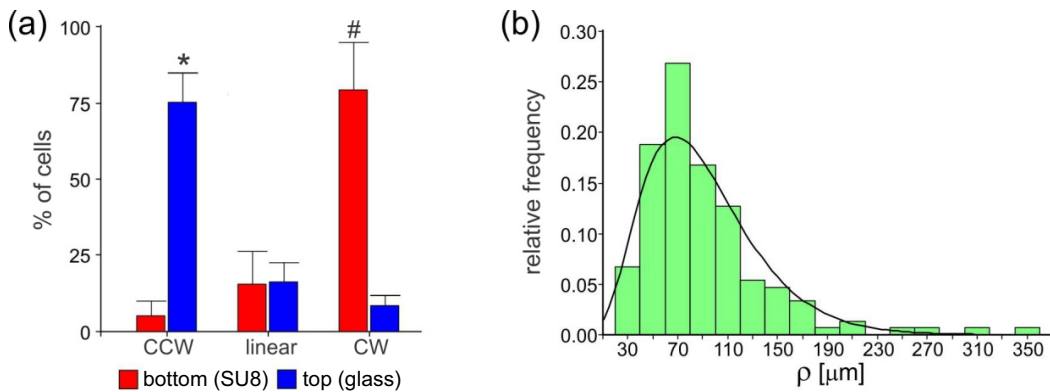 (a)
% of cells
100
75
50
25
0
*
#
CCW linear CW
bottom (SU8) top (glass)
(b)
relative frequency
0.30
0.25
0.20
0.15
0.10
0.05
0.00
30 70 110 150 190 230 270 310 350
ρ [μm]